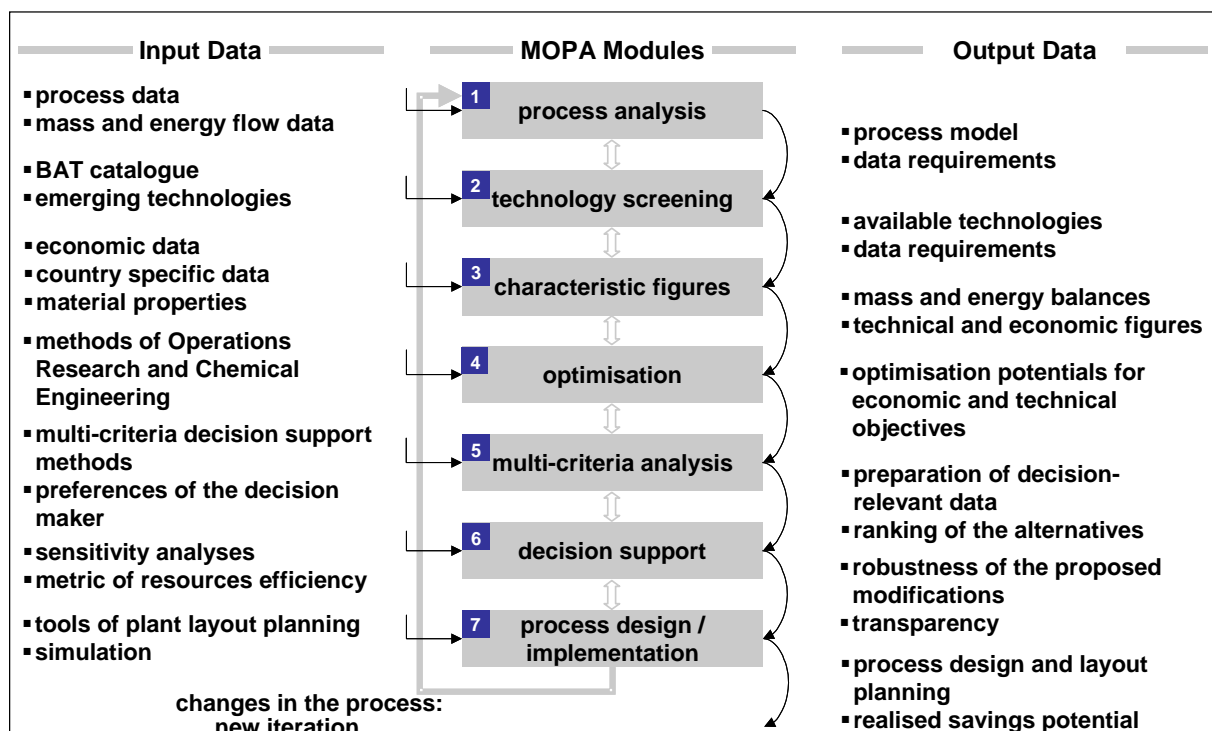 Input Data
▪process data
▪mass and energy flow data
▪BAT catalogue
▪emerging technologies
▪economic data
▪country specific data
▪material properties
▪methods of Operations
Research and Chemical
Engineering
▪multi-criteria decision support
methods
▪preferences of the decision
maker
▪sensitivity analyses
▪metric of resources efficiency
▪tools of plant layout planning
▪simulation
MOPA Modules
1
process analysis
2
technology screening
3
characteristic figures
4
optimisation
5
multi-criteria analysis
6
decision support
7
process design /
implementation
changes in the process:
new iteration
Output Data
▪process model
▪data requirements
▪available technologies
▪data requirements
▪mass and energy balances
▪technical and economic figures
▪optimisation potentials for
economic and technical
objectives
▪preparation of decision-
relevant data
▪ranking of the alternatives
▪robustness of the proposed
modifications
▪transparency
▪process design and layout
planning
▪realised savings potential